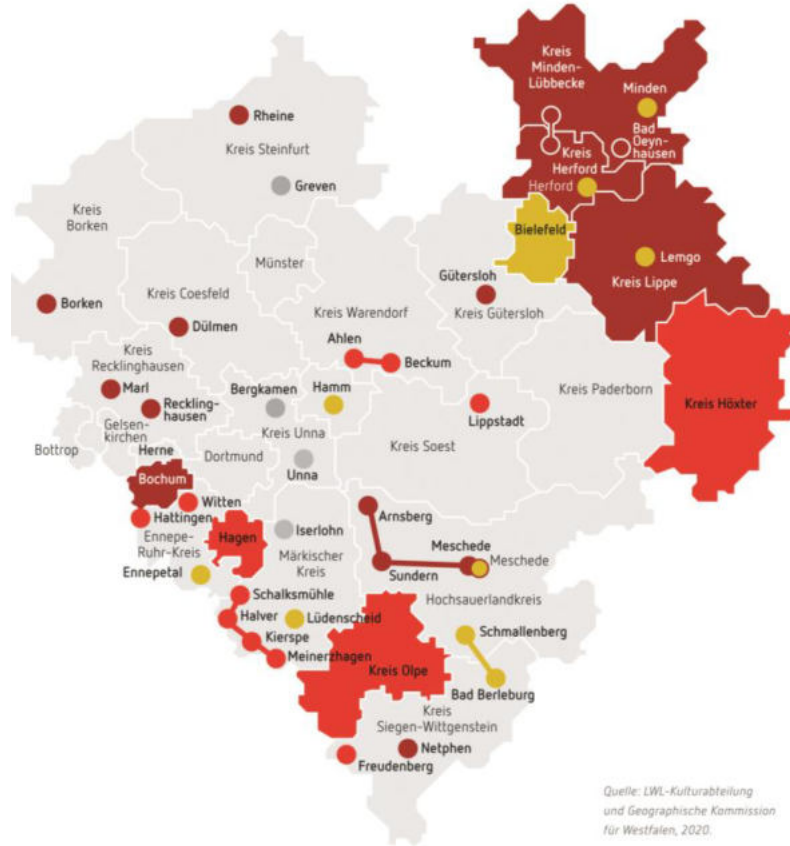 Kreis
Minden-
Lübbecke
Minden
Bad
Oeyn-
hausen
Kreis
Herford
Herford
Rheine
Kreis Steinfurt
Greven
Kreis
Borken
Bielefeld
Lemgo
Kreis Lippe
Münster
Gütersloh
Kreis Gütersloh
Kreis Coesfeld
Borken
Dülmen
Kreis Warendorf
Ahlen
Beckum
Kreis
Recklinghausen
Marl
Reckling-
hausen
Bergkamen
Hamm
Lippstadt
Kreis Paderborn
Kreis Höxter
Gelsen-
kirchen
Kreis Unna
Kreis Soest
Bottrop
Herne
Dortmund
Unna
Bochum
Witten
Hattingen
Arnsberg
Ennepe-
Ruhr-Kreis
Hagen
Iserlohn
Märkischer
Kreis
Meschede
Meschede
Sundern
Ennepetal
Schalksmühle
Hochsauerlandkreis
Halver
Lüdenscheid
Schmallenberg
Kierspe
Meinerzhagen
Kreis Olpe
Bad Berleburg
Kreis
Siegen-Wittgenstein
Netphen
Freudenberg
Quelle: LWL-Kulturabteilung
und Geographische Kommission
für Westfalen, 2020.